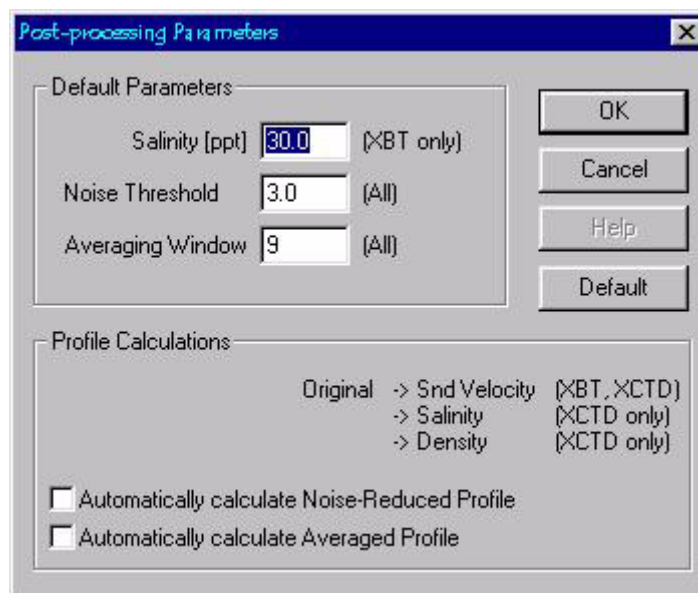 Post-processing Parameters
Default Parameters
Salinity [ppt] 30.0 (XBT only)
Noise Threshold 3.0 (All)
Averaging Window 9 (All)
OK
Cancel
Help
Default
Profile Calculations
Original -> Snd Velocity (XBT, XCTD)
-> Salinity (XCTD only)
-> Density (XCTD only)
Automatically calculate Noise-Reduced Profile
Automatically calculate Averaged Profile